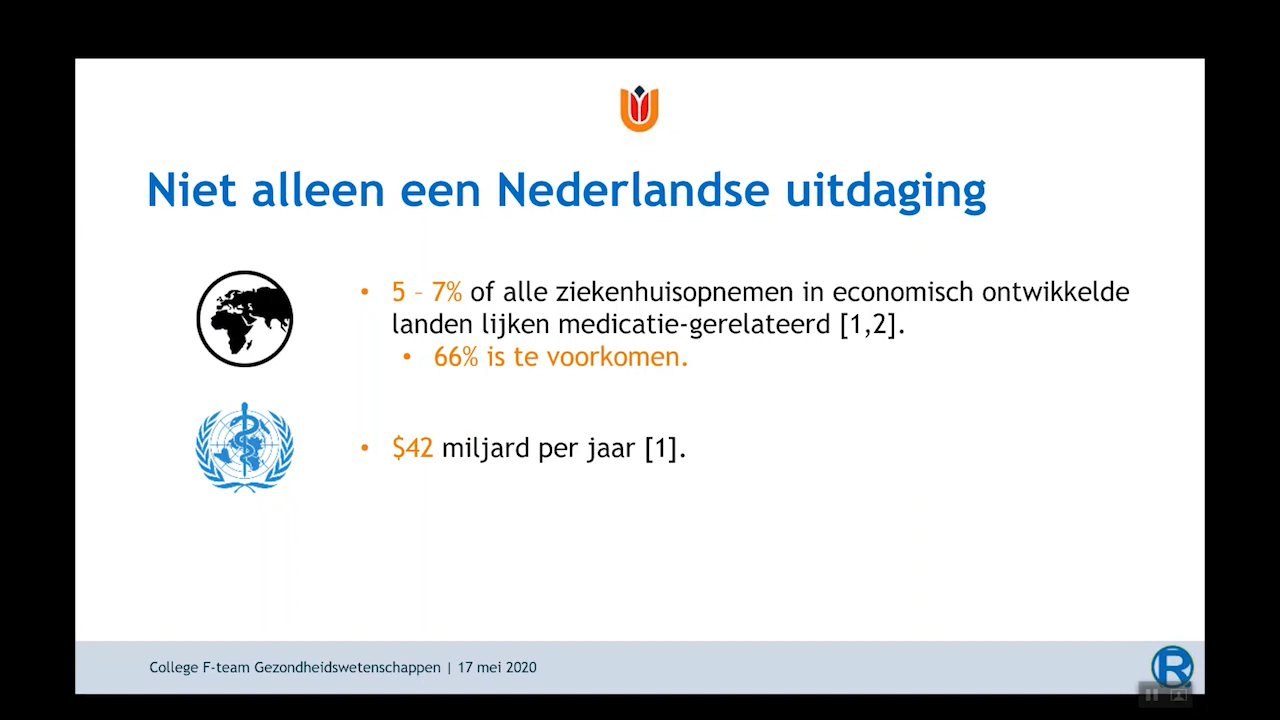 Niet alleen een Nederlandse uitdaging
• 5 – 7% of alle ziekenhuisopnemen in economisch ontwikkelde
landen lijken medicatie-gerelateerd [1,2].
• 66% is te voorkomen.
• $42 miljard per jaar [1].
College F-team Gezondheidswetenschappen | 17 mei 2020
R